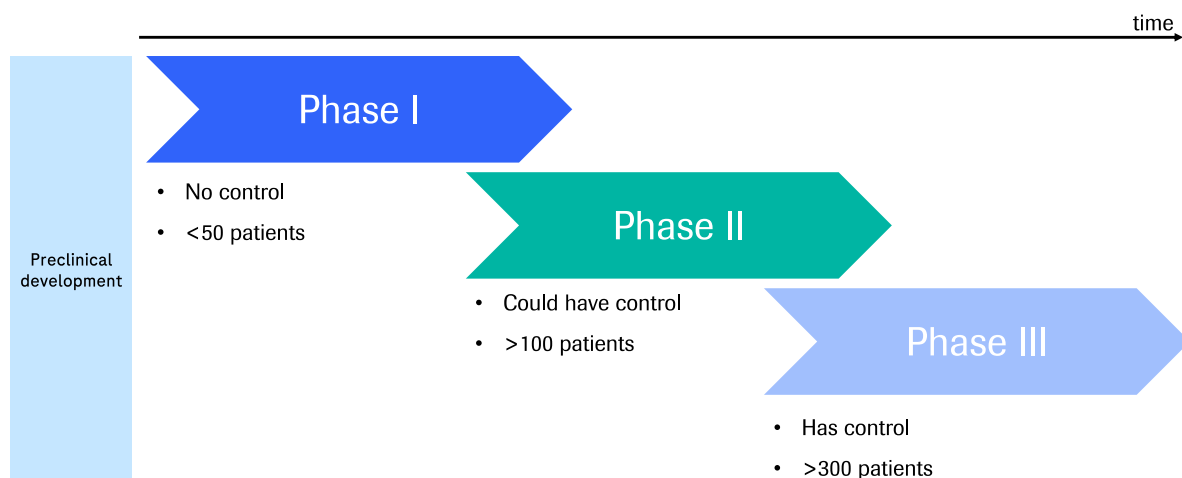 time
Phase I
• No control
• <50 patients
Phase II
Preclinical
development
• Could have control
• >100 patients
Phase III
• Has control
• >300 patients